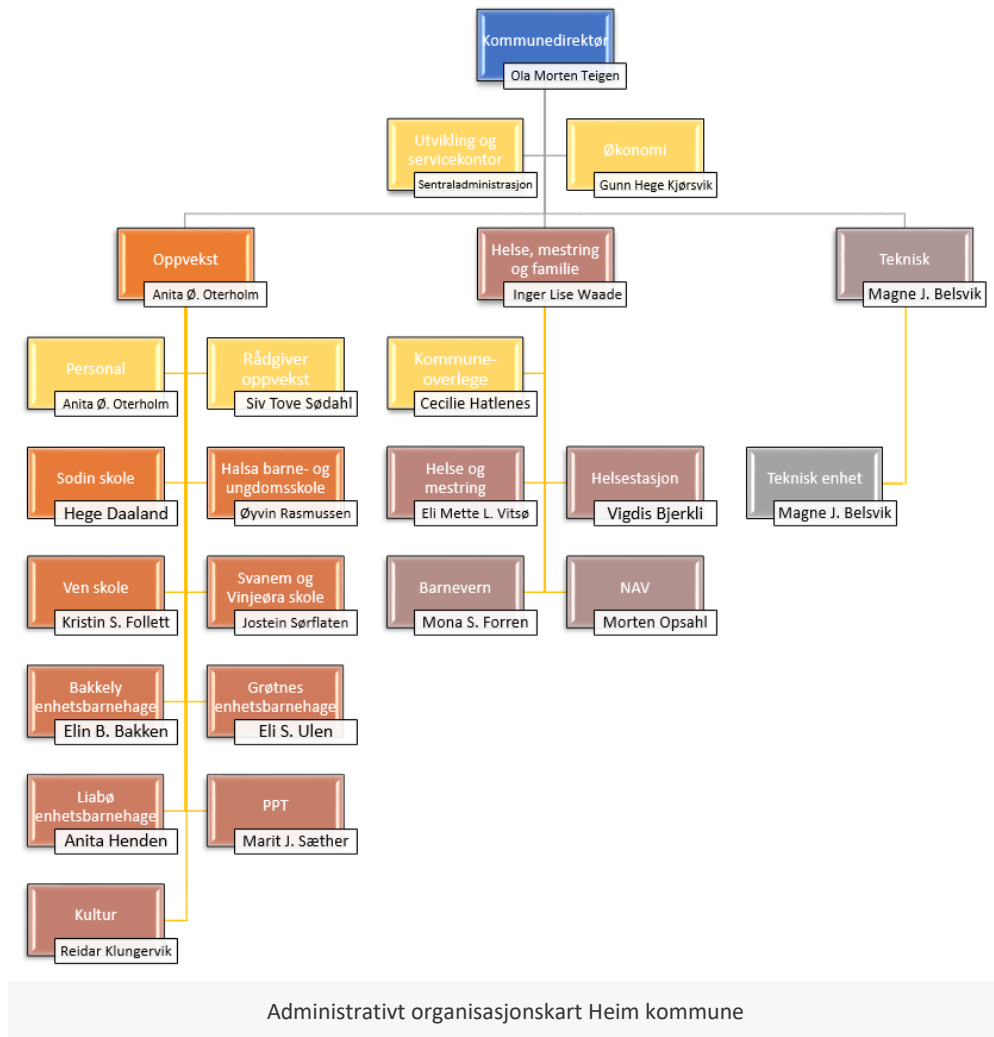 Kommunedirektør
Ola Morten Teigen
Utvikling og
servicekontor
Sentraladministrasjon
Økonomi
Gunn Hege Kjørsvik
Oppvekst
Anita Ø. Oterholm
Helse, mestring
og familie
Inger Lise Waade
Teknisk
Magne J. Belsvik
Personal
Anita Ø. Oterholm
Rådgiver
oppvekst
Siv Tove Sødahl
Kommune-
overlege
Cecilie Hatlenes
Sodin skole
Hege Daaland
Halsa barne- og
ungdomsskole
Øyvin Rasmussen
Helse og
mestring
Eli Mette L. Vitsø
Helsestasjon
Vigdis Bjerkli
Teknisk enhet
Magne J. Belsvik
Ven skole
Kristin S. Follett
Svanem og
Vinjeøra skole
Jostein Sørflaten
Barnevern
Mona S. Forren
NAV
Morten Opsahl
Bakkely
enhetsbarnehage
Elin B. Bakken
Grøtnes
enhetsbarnehage
Eli S. Ulen
Liabø
enhetsbarnehage
Anita Henden
PPT
Marit J. Sæther
Kultur
Reidar Klungervik
Administrativt organisasjonskart Heim kommune